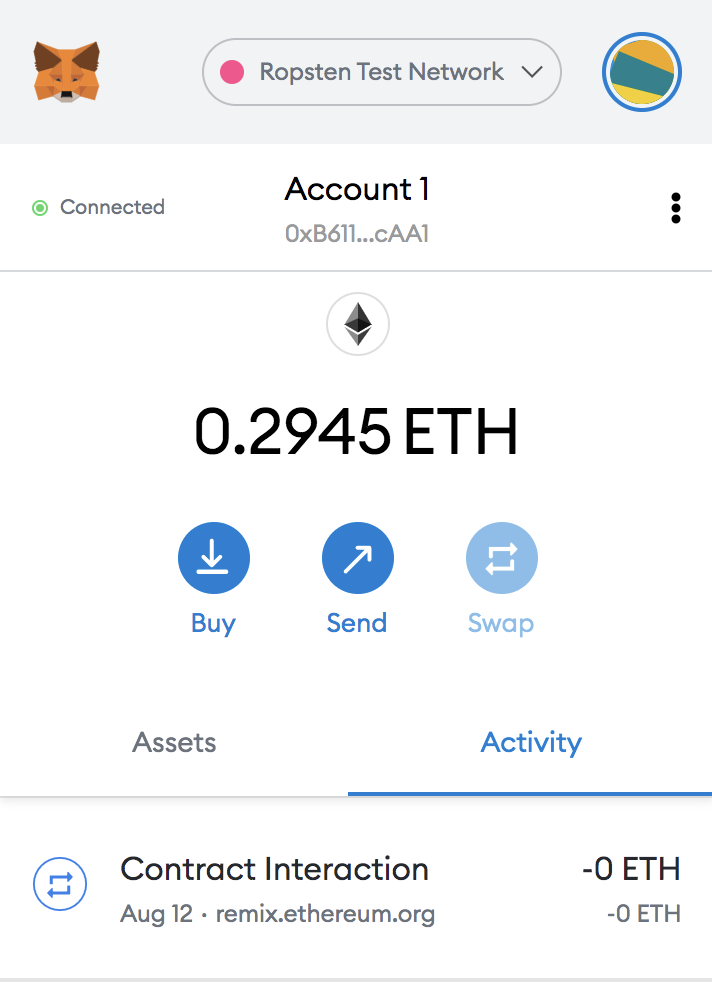 Ropsten Test Network
Connected
Account 1
0xB611...cAA1
0.2945 ETH
Buy
Send
Swap
Assets
Activity
Contract Interaction
-0 ETH
Aug 12 · remix.ethereum.org
-0 ETH